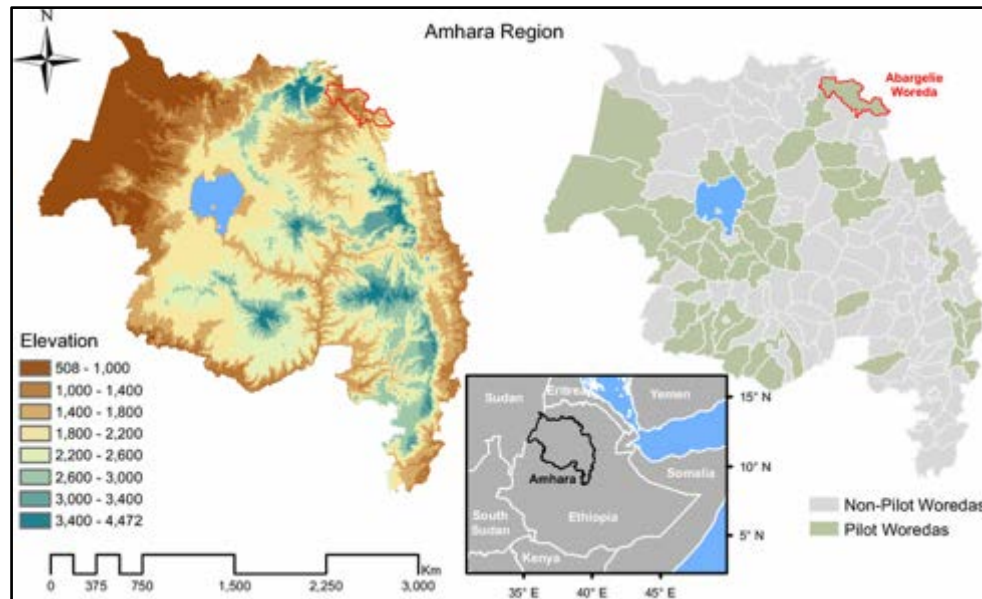 N
Amhara Region
Abargelie
Woreda
Elevation
508 - 1,000
1,000 - 1,400
1,400 - 1,800
1,800 - 2,200
2,200 - 2,600
2,600 - 3,000
3,000 - 3,400
3,400 - 4,472
Km
0 375 750 1,500 2,250 3,000
Sudan
Eritrea
Yemen
Amhara
Somalia
South
Sudan
Ethiopia
Kenya
15° N
10° N
5° N
35° E 40° E 45° E
Non-Pilot Woredas
Pilot Woredas